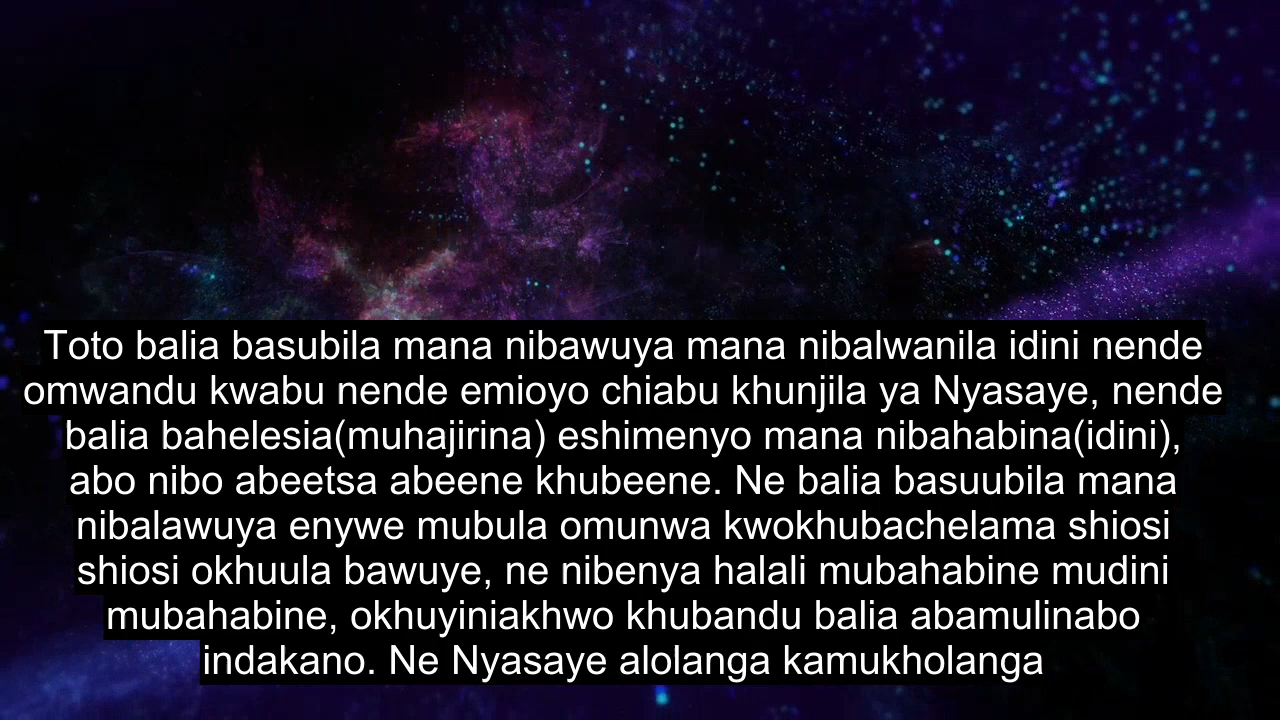 Toto balia basubila mana nibawuya mana nibalwanila idini nende
omwandu kwabu nende emioyo chiabu khunjila ya Nyasaye, nende
balia bahelesia(muhajirina) eshimenyo mana nibahabina(idini),
abo nibo abeetsa abeene khubeene. Ne balia basuubila mana
nibalawuya enywe mubula omunwa kwokhubachelama shiosi
shiosi okhuula bawuye, ne nibenya halali mubahabine mudini
mubahabine, okhuyiniakhwo khubandu balia abamulinabo
indakano. Ne Nyasaye alolanga kamukholanga